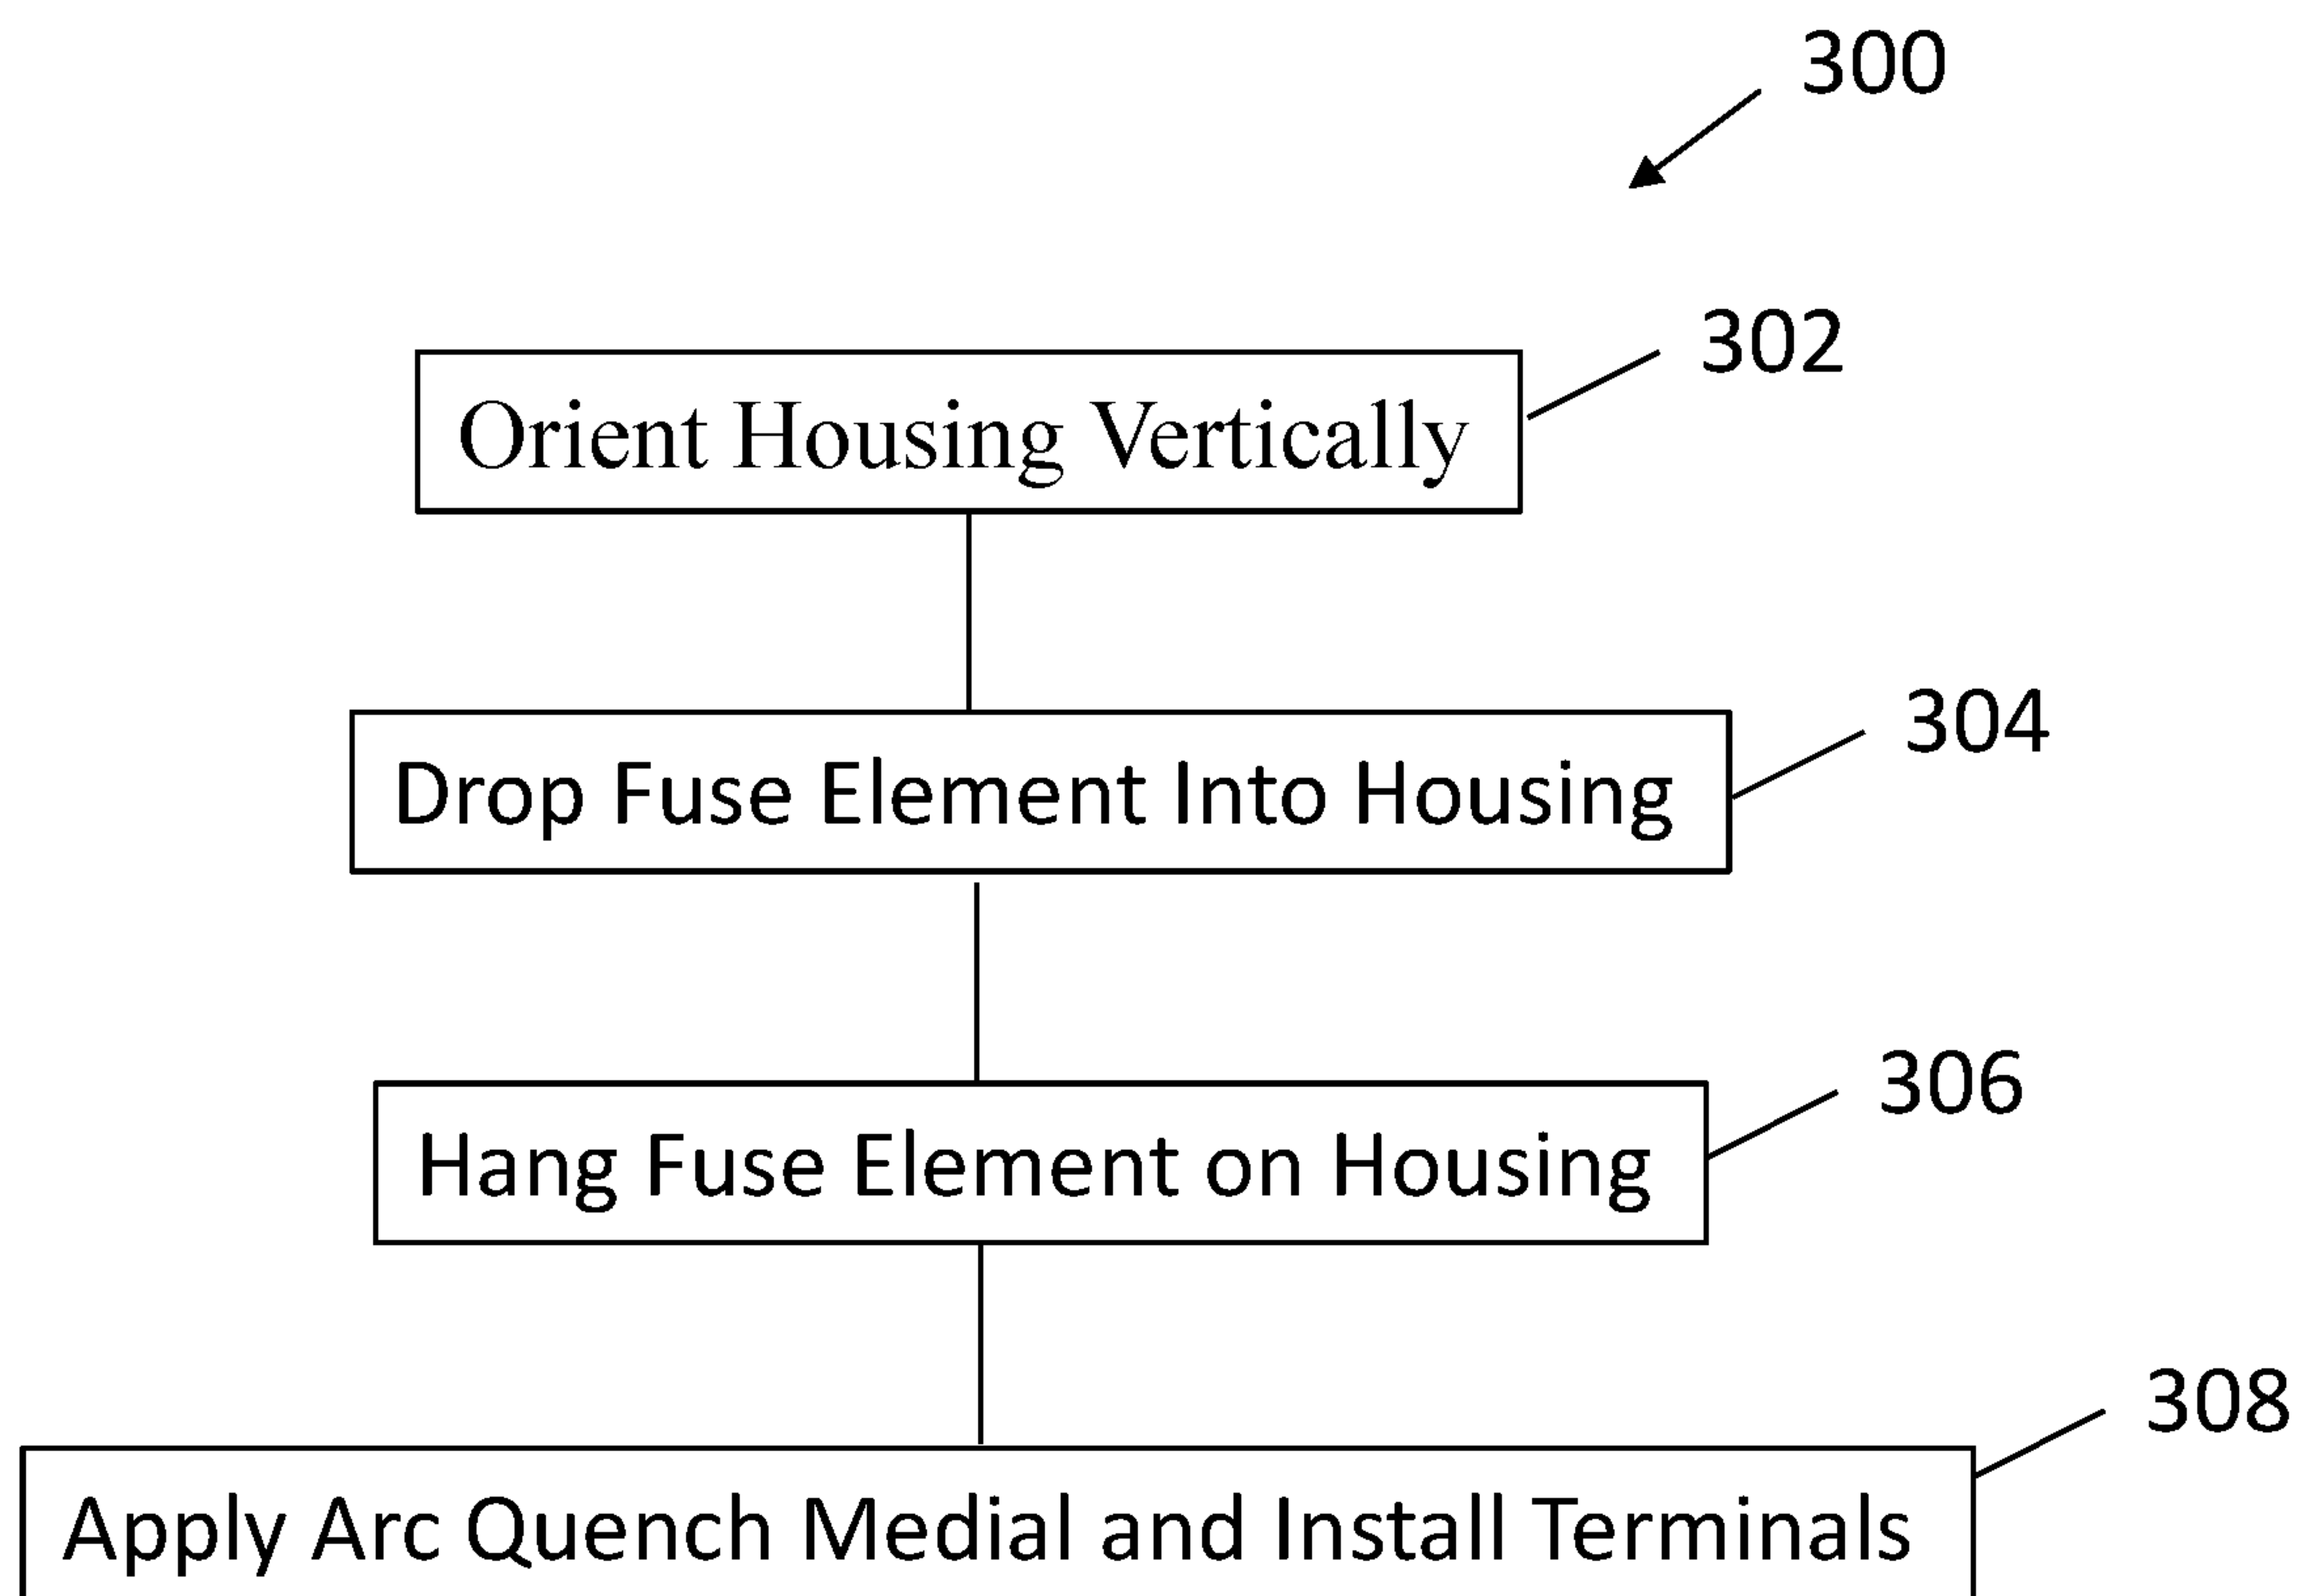 300
302
Orient Housing Vertically
304
Drop Fuse Element Into Housing
306
Hang Fuse Element on Housing
308
Apply Arc Quench Medial and Install Terminals